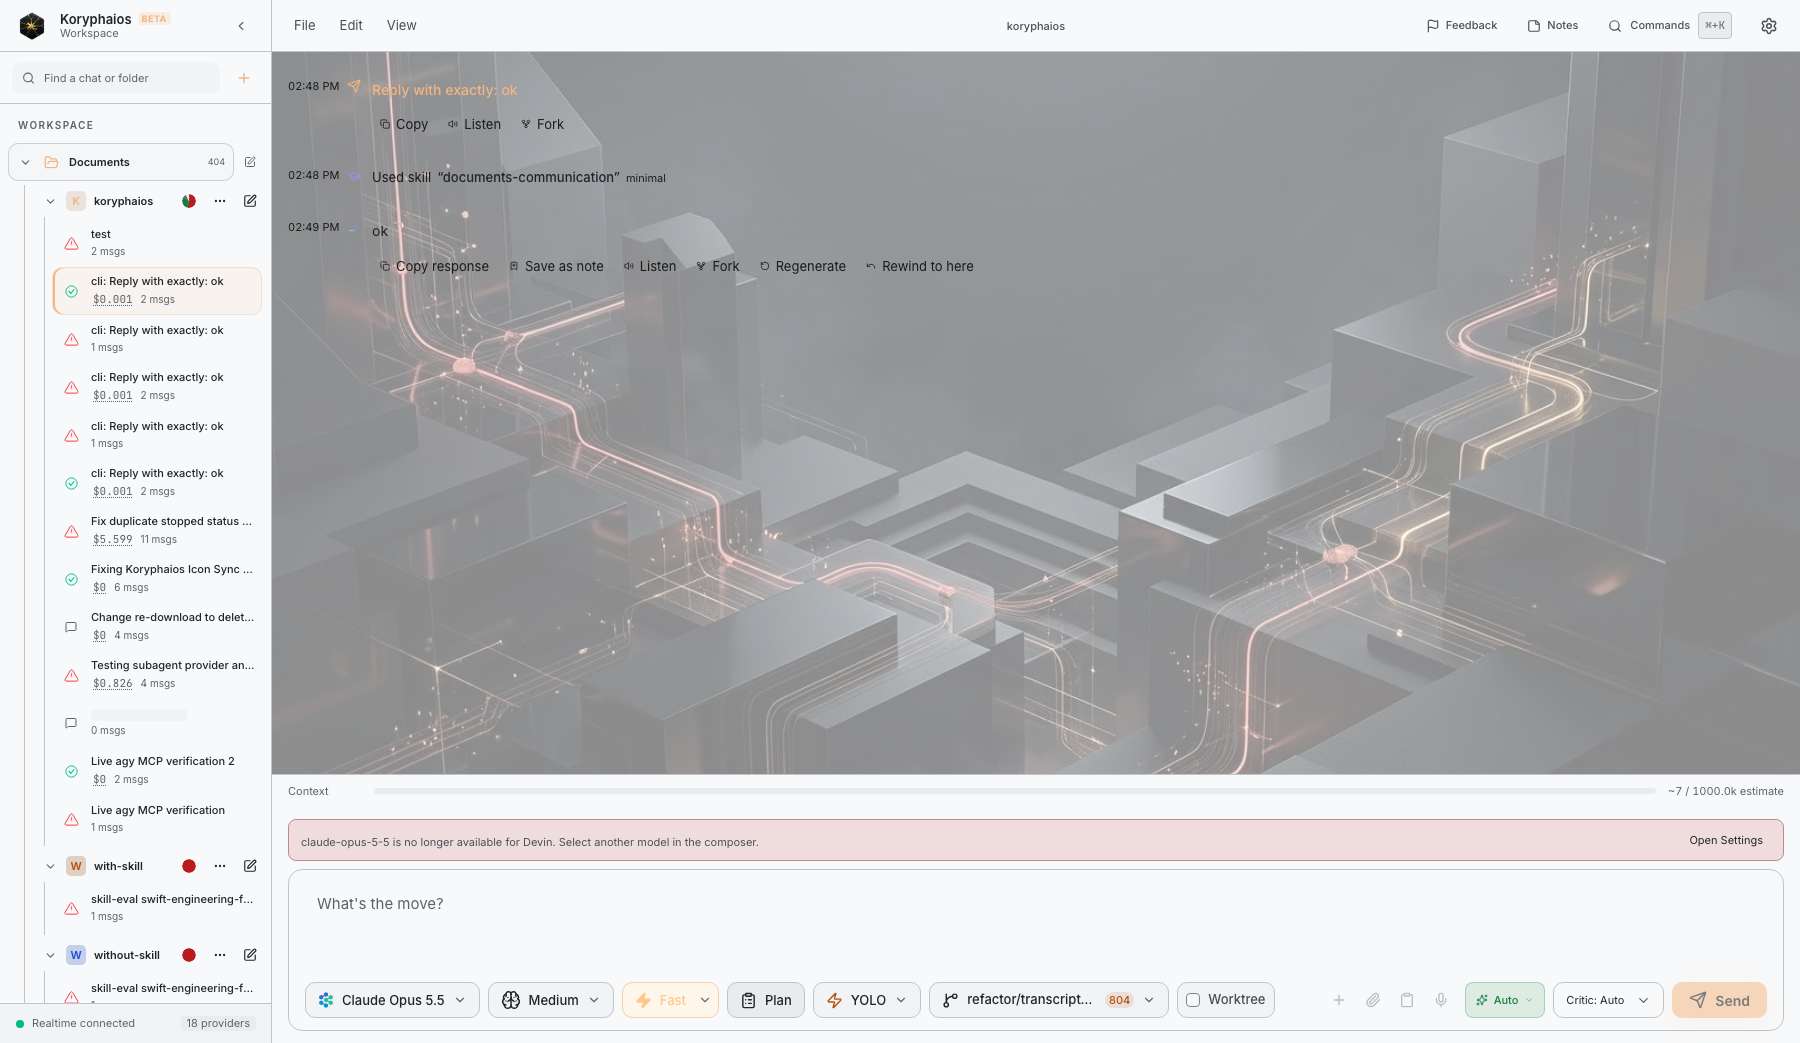 Koryphaios BETA
Workspace
File Edit View
koryphaios
Feedback Notes Commands ⌘+K
Find a chat or folder
WORKSPACE
Documents 404
K koryphaios
test
2 msgs
cli: Reply with exactly: ok
$0.001 2 msgs
cli: Reply with exactly: ok
1 msgs
cli: Reply with exactly: ok
$0.001 2 msgs
cli: Reply with exactly: ok
1 msgs
cli: Reply with exactly: ok
$0.001 2 msgs
Fix duplicate stopped status ...
$5.599 11 msgs
Fixing Koryphaios Icon Sync ...
$0 6 msgs
Change re-download to delet...
$0 4 msgs
Testing subagent provider an...
$0.826 4 msgs
0 msgs
Live agy MCP verification 2
$0 2 msgs
Live agy MCP verification
1 msgs
W with-skill
skill-eval swift-engineering-f...
1 msgs
W without-skill
skill-eval swift-engineering-f...
Realtime connected 18 providers
02:48 PM Reply with exactly: ok
Copy Listen Fork
02:48 PM Used skill “documents-communication” minimal
02:49 PM ok
Copy response Save as note Listen Fork Regenerate Rewind to here
Context ~7 / 1000.0k estimate
claude-opus-5-5 is no longer available for Devin. Select another model in the composer. Open Settings
What's the move?
Claude Opus 5.5 Medium Fast Plan YOLO refactor/transcript... 804 Worktree Auto Critic: Auto Send